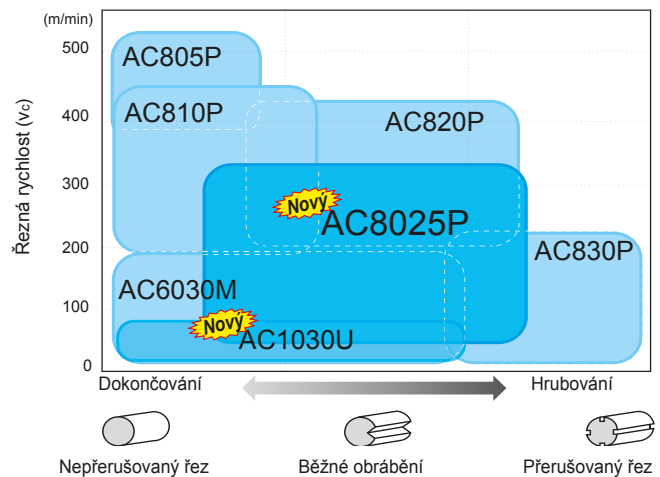 (m/min)
500
400
300
200
100
0
Řezná rychlost (vc)
AC805P
AC810P
AC820P
Nový
AC8025P
AC830P
AC6030M
Nový
AC1030U
Dokončování
Hrubování
Nepřerušovaný řez
Běžné obrábění
Přerušovaný řez